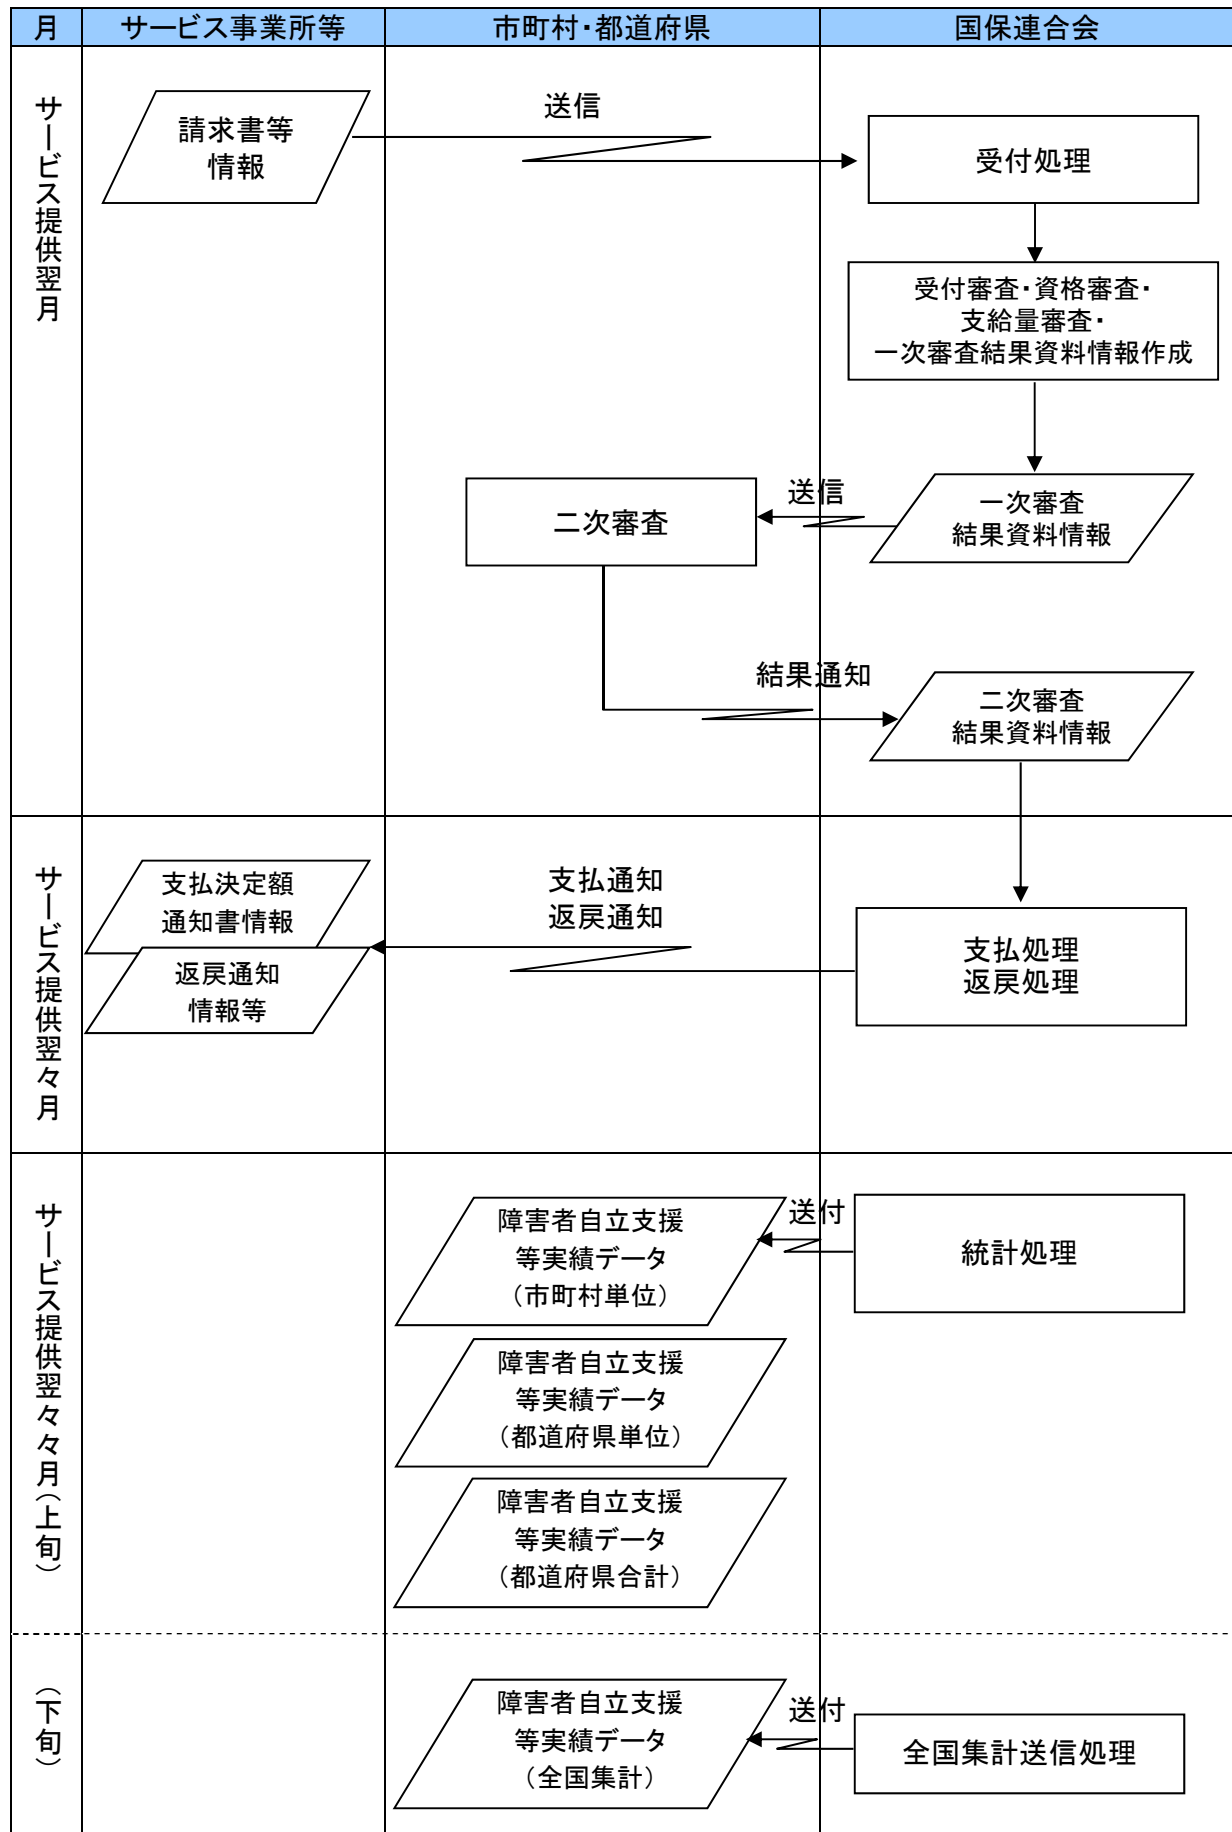 月
サービス事業所等
市町村・都道府県
国保連合会
サービス提供翌月
請求書等
情報
送信
受付処理
受付審査・資格審査・
支給量審査・
一次審査結果資料情報作成
送信
一次審査
結果資料情報
二次審査
結果通知
二次審査
結果資料情報
サービス提供翌々月
支払決定額
通知書情報
返戻通知
情報等
支払通知
返戻通知
支払処理
返戻処理
サービス提供翌々々月（上旬）
障害者自立支援
等実績データ
（市町村単位）
送付
統計処理
障害者自立支援
等実績データ
（都道府県単位）
障害者自立支援
等実績データ
（都道府県合計）
（下旬）
障害者自立支援
等実績データ
（全国集計）
送付
全国集計送信処理